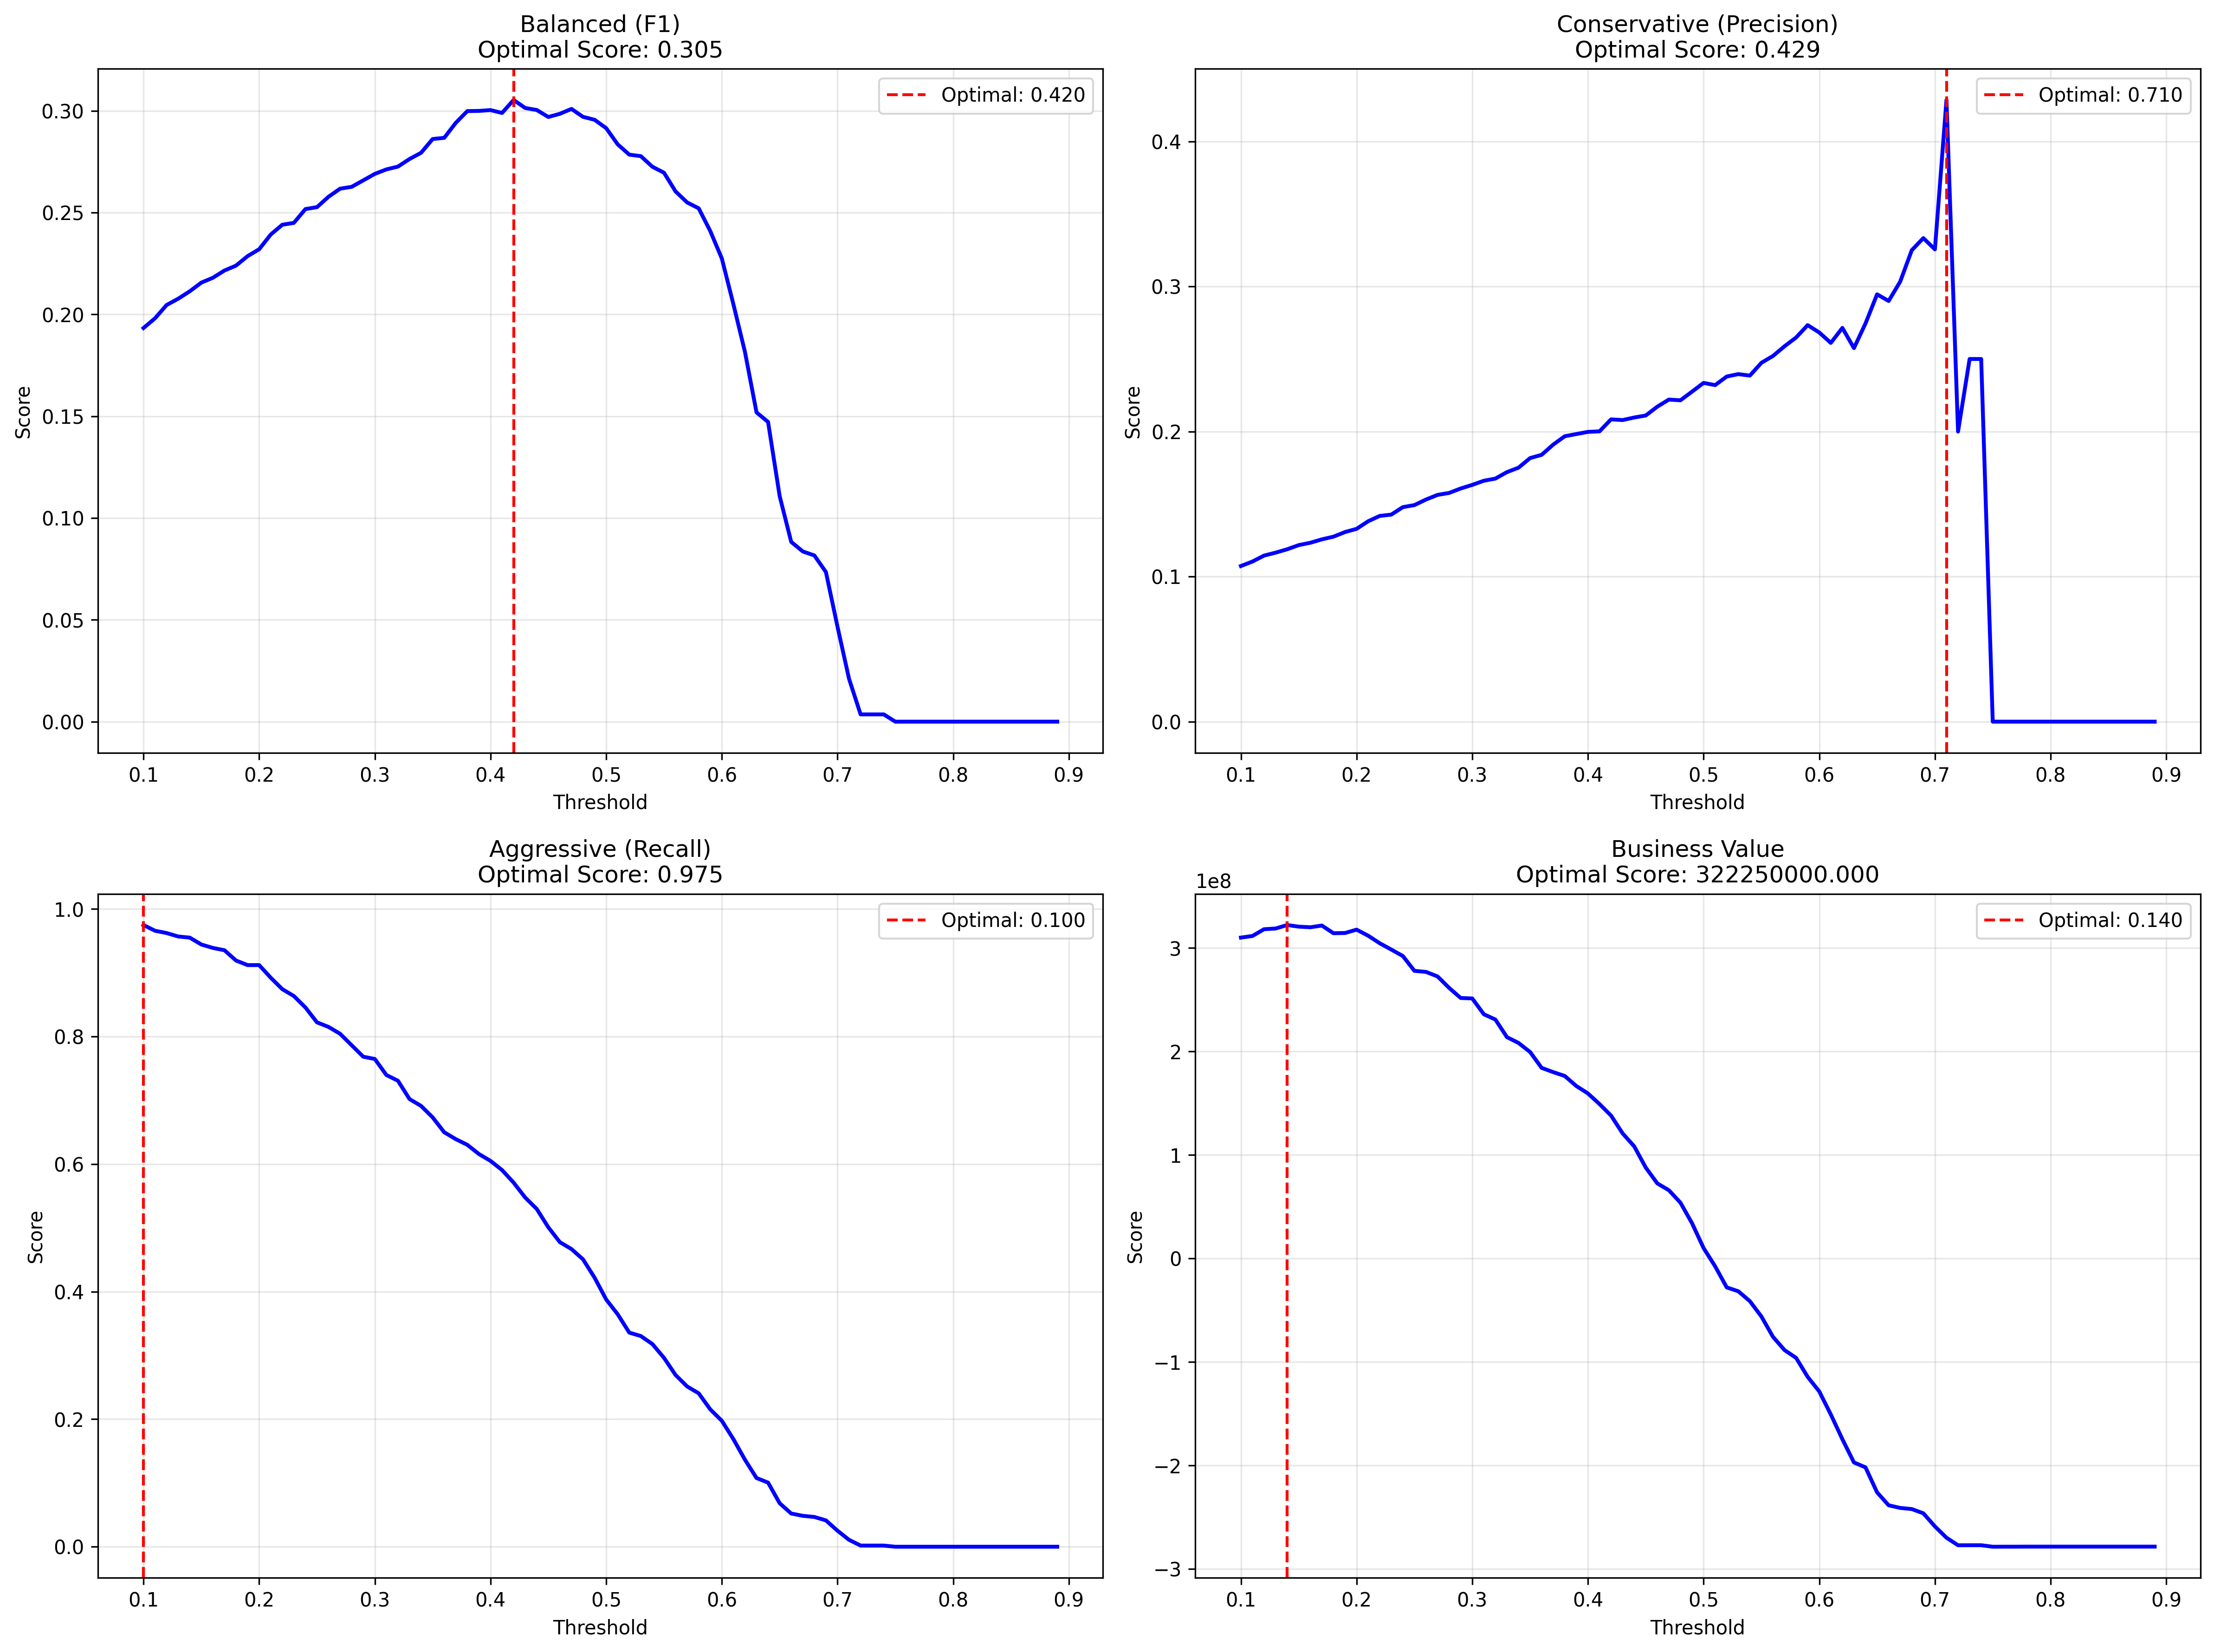 Balanced (F1)
Optimal Score: 0.305
Optimal: 0.420
Score
0.30
0.25
0.20
0.15
0.10
0.05
0.00
0.1 0.2 0.3 0.4 0.5 0.6 0.7 0.8 0.9
Threshold
Conservative (Precision)
Optimal Score: 0.429
Optimal: 0.710
Score
0.4
0.3
0.2
0.1
0.0
0.1 0.2 0.3 0.4 0.5 0.6 0.7 0.8 0.9
Threshold
Aggressive (Recall)
Optimal Score: 0.975
Optimal: 0.100
Score
1.0
0.8
0.6
0.4
0.2
0.0
0.1 0.2 0.3 0.4 0.5 0.6 0.7 0.8 0.9
Threshold
Business Value
Optimal Score: 322250000.000
1e8
Optimal: 0.140
Score
3
2
1
0
−1
−2
−3
0.1 0.2 0.3 0.4 0.5 0.6 0.7 0.8 0.9
Threshold